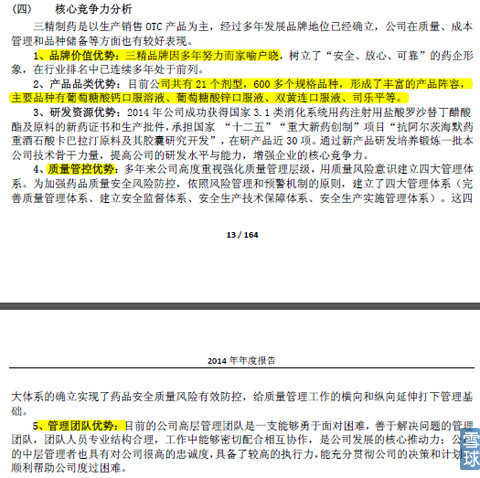 (四) 核心竞争力分析
三精制药是以生产销售 OTC 产品为主，经过多年发展品牌地位已经确立，公司在质量、成本
管理和品种储备等方面也有较好表现。
1、品牌价值优势：三精品牌因多年努力而家喻户晓，树立了“安全、放心、可靠”的药企形
象，在行业排名中已连续多年处于前列。
2、产品品类优势：目前公司共有 21 个剂型，600 多个规格品种，形成了丰富的产品阵容，
主要品种有葡萄糖酸钙口服溶液、葡萄糖酸锌口服液、双黄连口服液、司乐平等。
3、研发资源优势：2014 年公司成功获得国家 3.1 类消化系统用药注射用盐酸罗沙替丁醋酸
酯及原料的新药证书和生产批件，承担国家 “十二五” “重大新药创制”项目“抗阿尔茨海默药
重酒石酸卡巴拉汀原料及其胶囊研究开发”，在研产品近 30 项。通过新产品研发培养锻炼一批本
公司技术骨干力量，提高公司的研发水平与能力，增强企业的核心竞争力。
4、质量管控优势：多年来公司高度重视强化质量管理层级，用质量风险意识建立四大管理体
系。为加强药品质量安全风险防控，依照风险管理和预警机制的原则，建立了四大管理体系（完
善质量管理体系、建立安全监督体系、安全生产技术保障体系、安全生产实施管理体系）。这四
13 / 164
2014 年年度报告
大体系的确立实现了药品安全质量风险有效防控，给质量管理工作的横向和纵向延伸打下管理基
础。
5、管理团队优势：目前的公司高层管理团队是一支能够勇于面对困难，善于解决问题的管理
团队，团队人员专业结构合理，工作中能够密切配合相互协作，是公司发展的核心推动力；公
的中层管理者也具有对公司很高的忠诚度，具备了较高的执行力，能充分贯彻公司的决策和计划
顺利帮助公司度过困难。
雪球